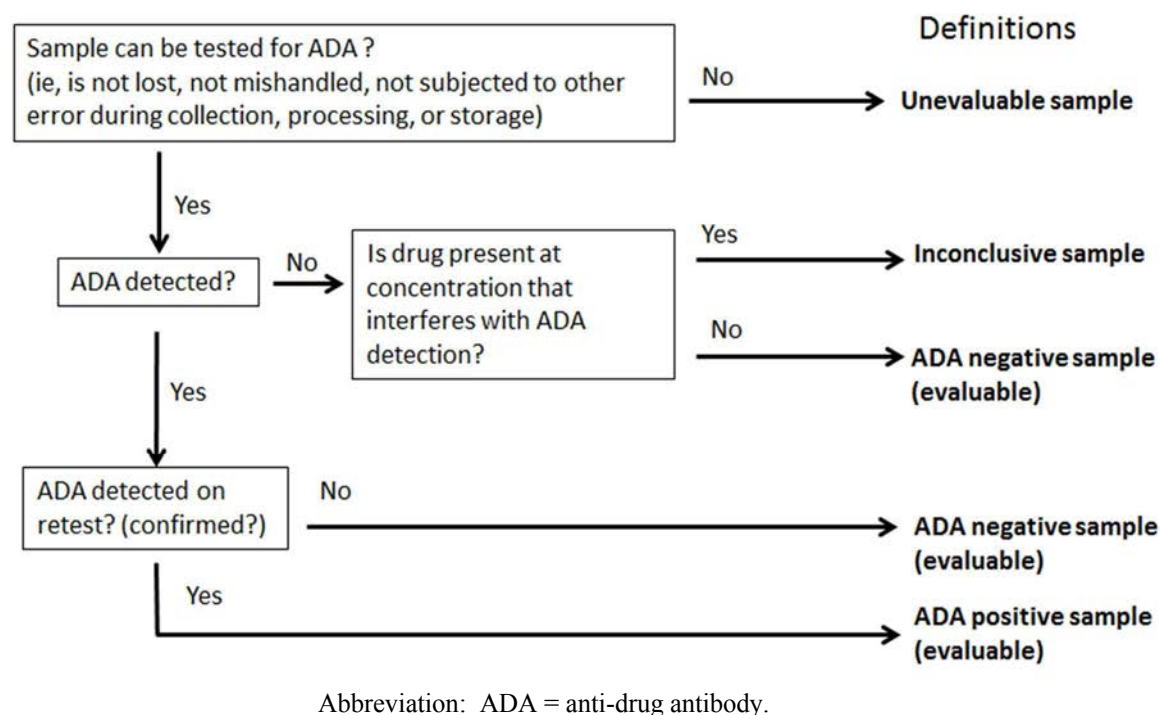 Definitions
Sample can be tested for ADA ?
(ie, is not lost, not mishandled, not subjected to other
error during collection, processing, or storage)
No
Unevaluable sample
Yes
ADA detected?
No
Is drug present at
concentration that
interferes with ADA
detection?
Yes
Inconclusive sample
No
ADA negative sample
(evaluable)
Yes
ADA detected on
retest? (confirmed?)
No
ADA negative sample
(evaluable)
Yes
ADA positive sample
(evaluable)
Abbreviation: ADA = anti-drug antibody.